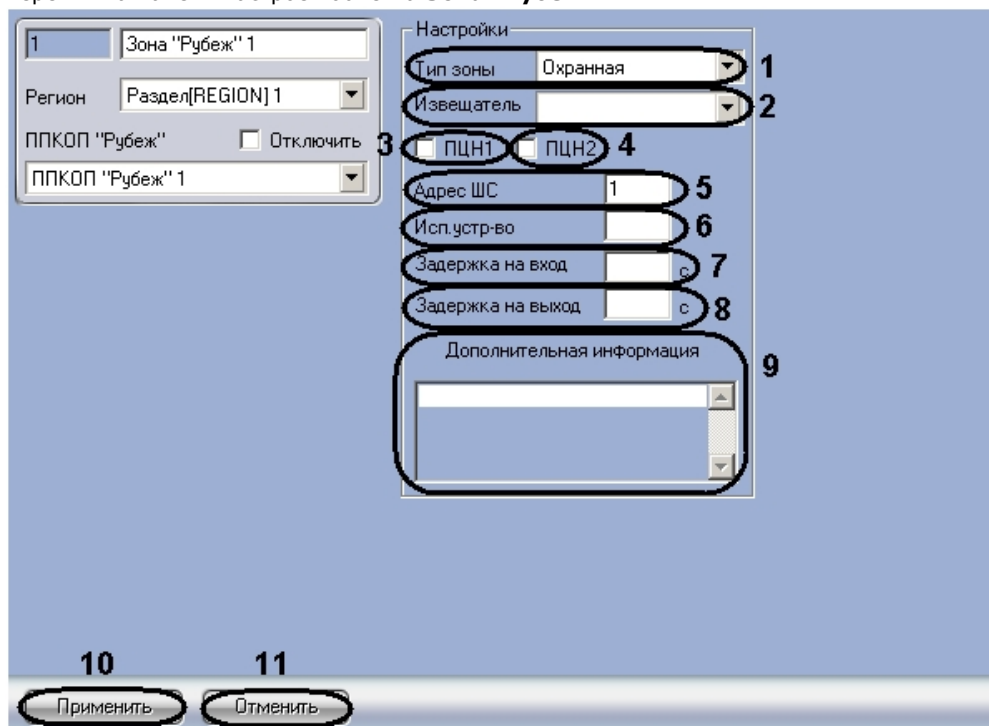 1
Зона "Рубеж" 1
Регион
Раздел[REGION] 1
ППКОП "Рубеж"
Отключить
ППКОП "Рубеж" 1
Настройки
Тип зоны Охранная 1
Извещатель 2
3 ПЦН1 ПЦН2 4
Адрес ШС 1 5
Исп.устр-во 6
Задержка на вход с 7
Задержка на выход с 8
Дополнительная информация
9
10 11
Применить Отменить